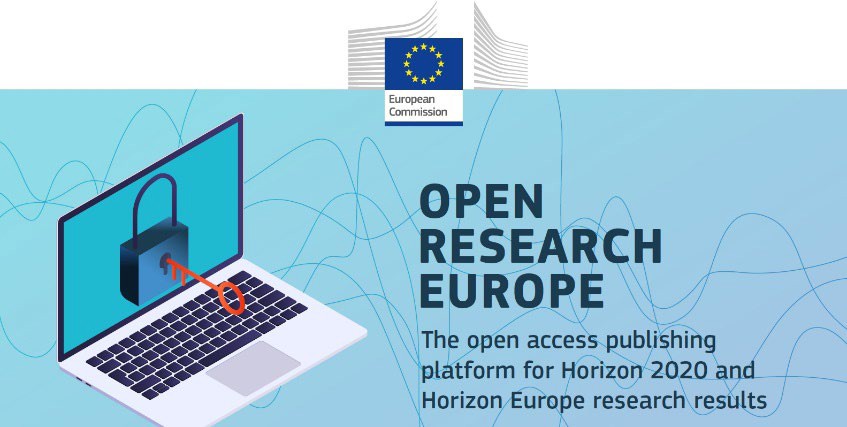 European
Commission
OPEN
RESEARCH
EUROPE
The open access publishing
platform for Horizon 2020 and
Horizon Europe research results